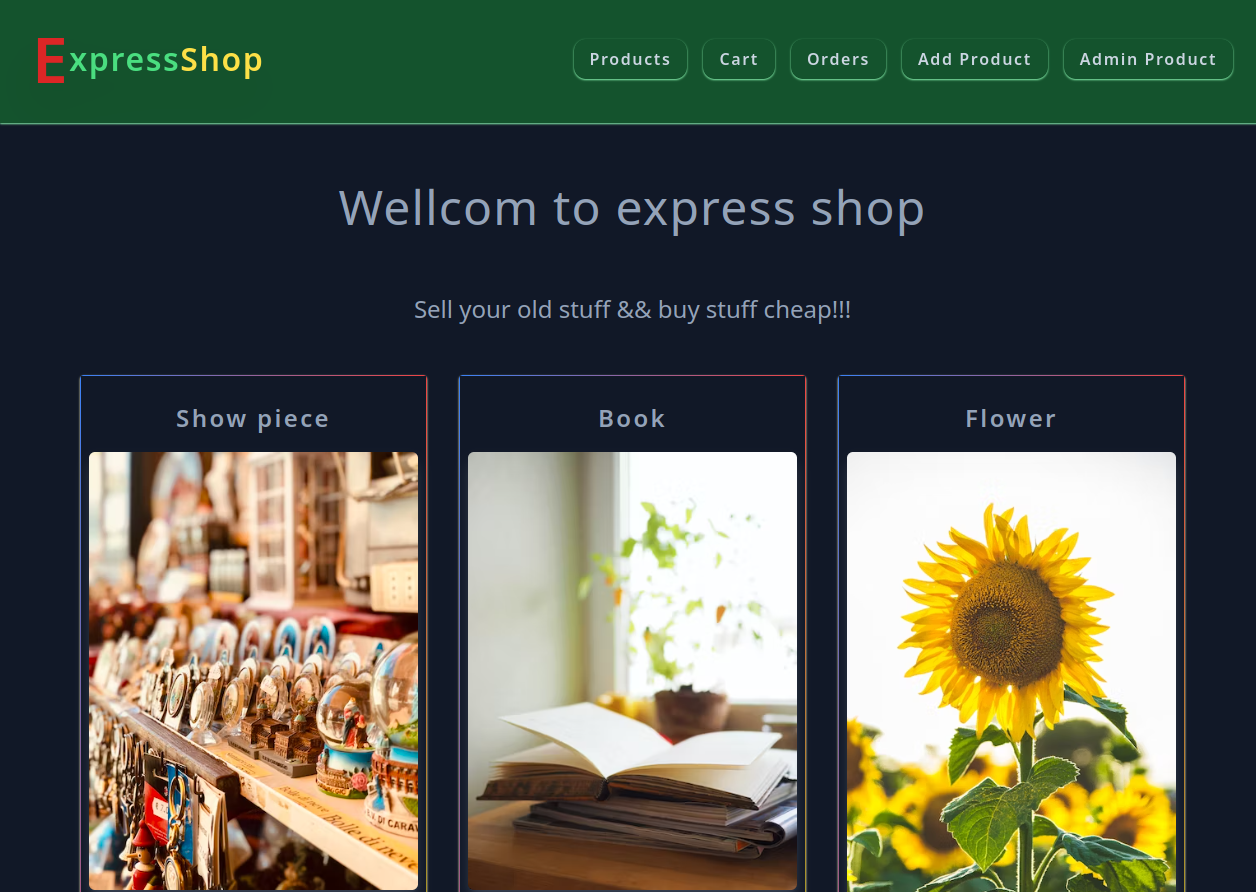 ExpressShop
Products
Cart
Orders
Add Product
Admin Product
Wellcom to express shop
Sell your old stuff && buy stuff cheap!!!
Show piece
Book
Flower